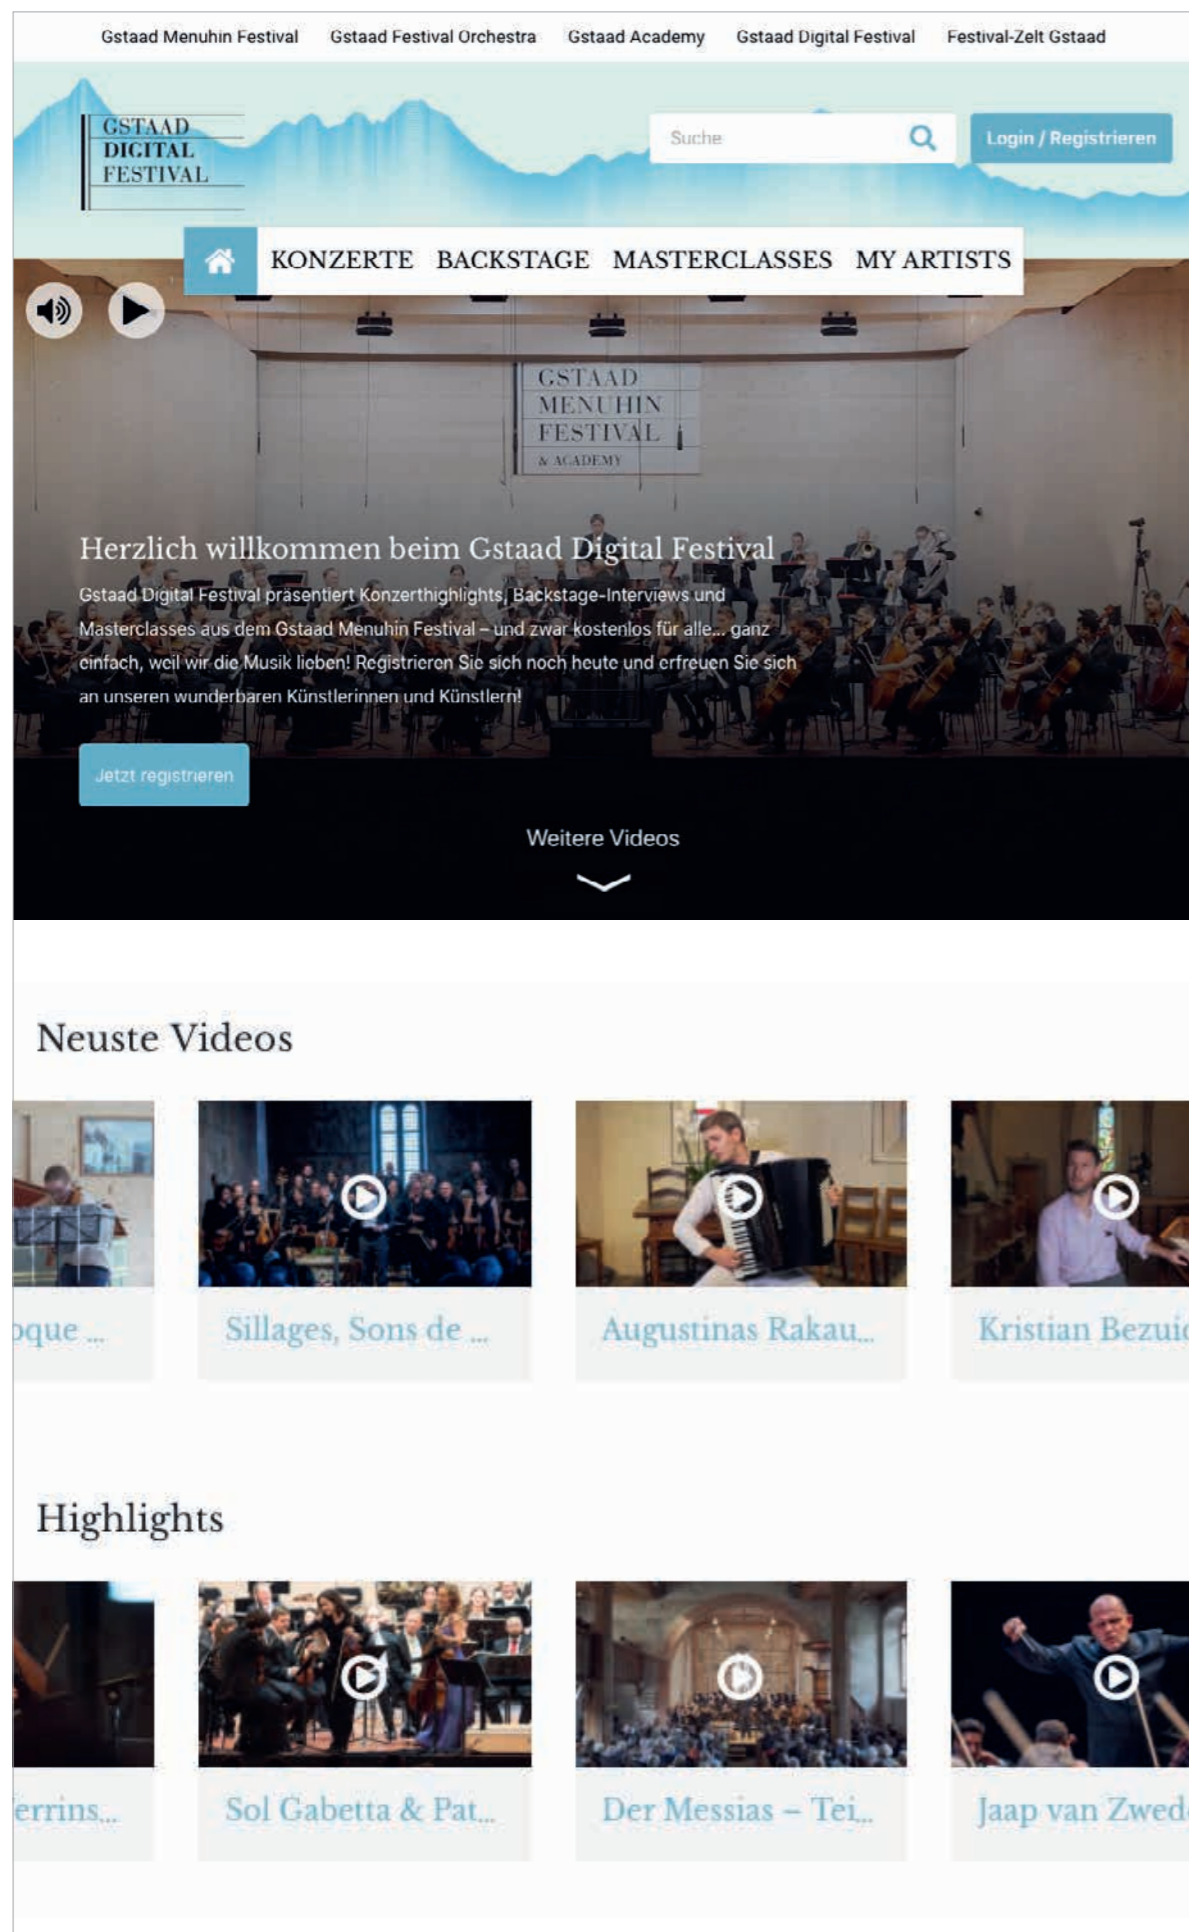 Gstaad Menuhin Festival Gstaad Festival Orchestra Gstaad Academy Gstaad Digital Festival Festival-Zelt Gstaad
GSTAAD
DIGITAL
FESTIVAL
Suche
Login / Registrieren
KONZERTE BACKSTAGE MASTERCLASSES MY ARTISTS
GSTAAD
MENUHIN
FESTIVAL
& ACADEMY
Herzlich willkommen beim Gstaad Digital Festival
Gstaad Digital Festival präsentiert Konzerthighlights, Backstage-Interviews und
Masterclasses aus dem Gstaad Menuhin Festival – und zwar kostenlos für alle... ganz
einfach, weil wir die Musik lieben! Registrieren Sie sich noch heute und erfreuen Sie sich
an unseren wunderbaren Künstlerinnen und Künstlern!
Jetzt registrieren
Weitere Videos
Neuste Videos
oque ...
Sillages, Sons de ...
Augustinas Rakau...
Kristian Bezuid
Highlights
errins...
Sol Gabetta & Pat...
Der Messias – Tei...
Jaap van Zwed